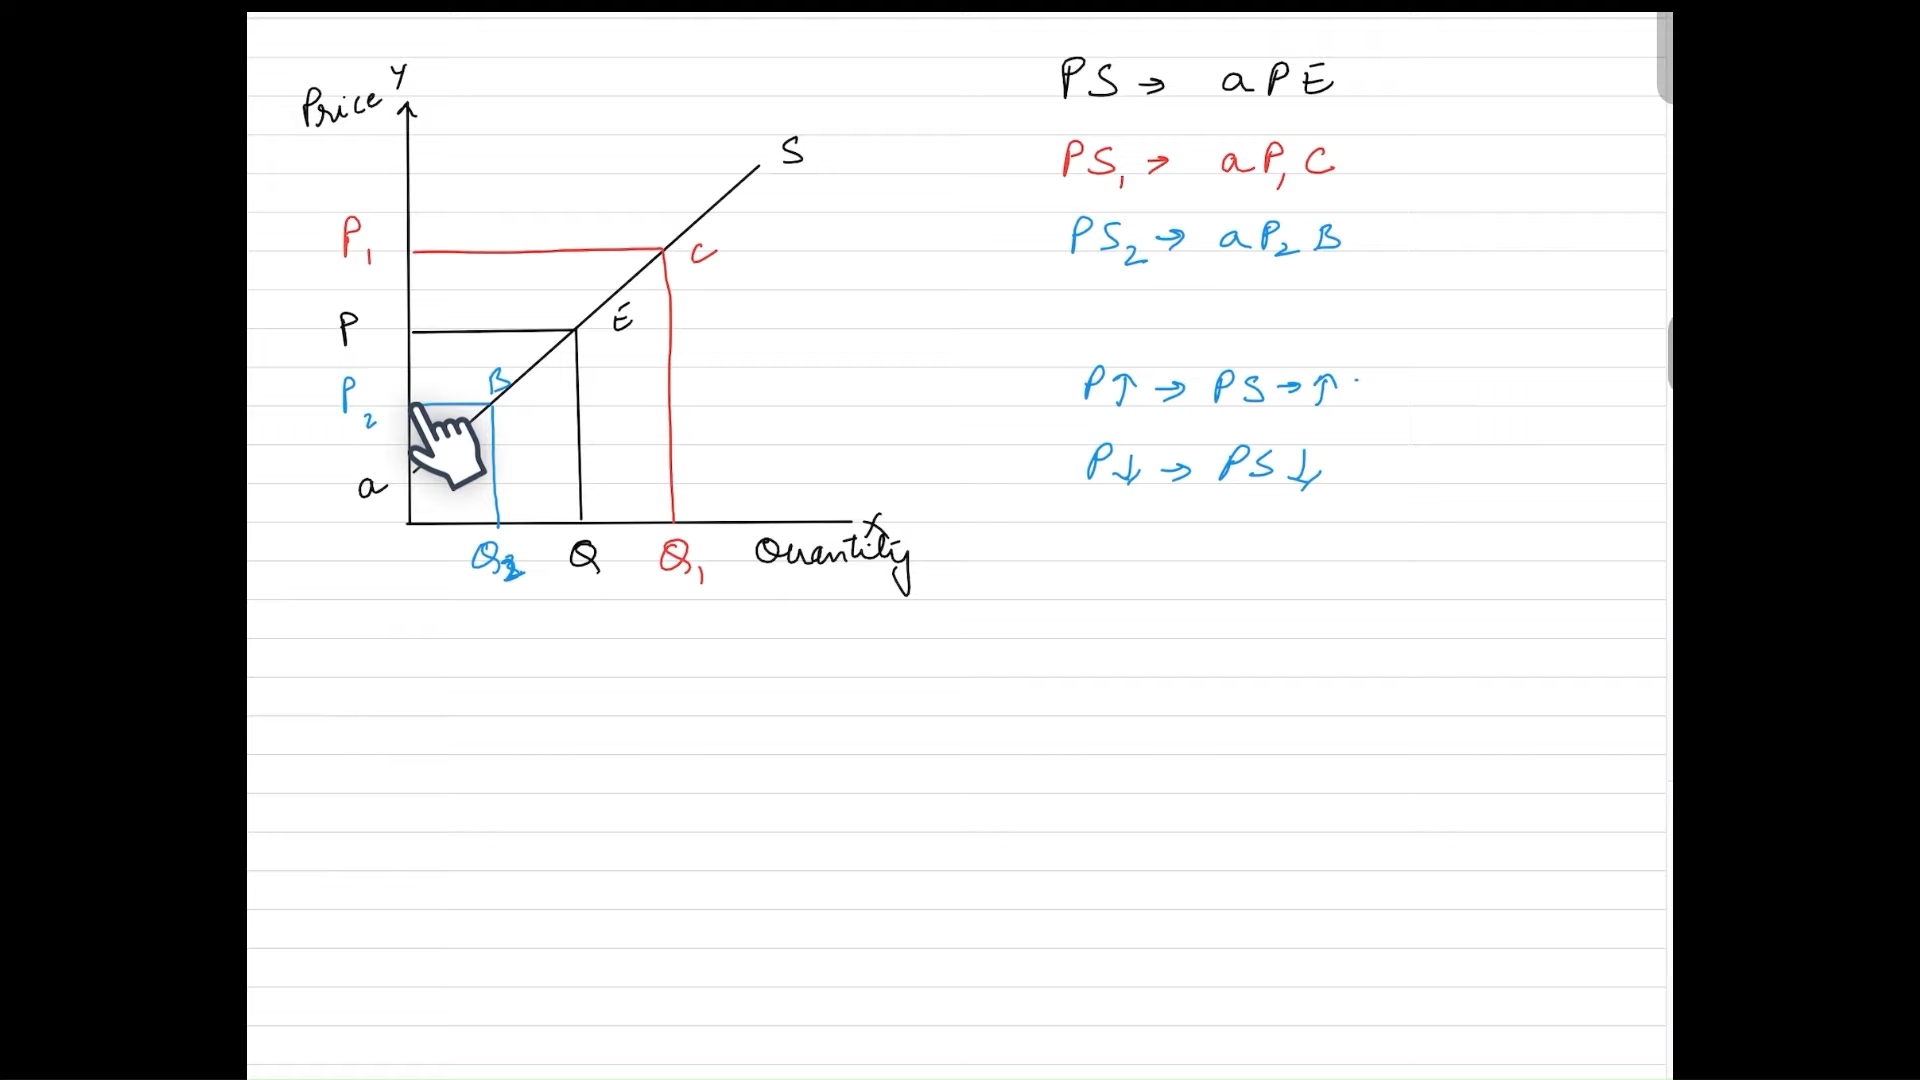 Y
Price
S
P1
C
P
E
P2
B
a
X
Q2
Q
Q1
Quantity
PS → aPE
PS1 → aP1C
PS2 → aP2B
P↑ → PS → ↑
P↓ → PS↓